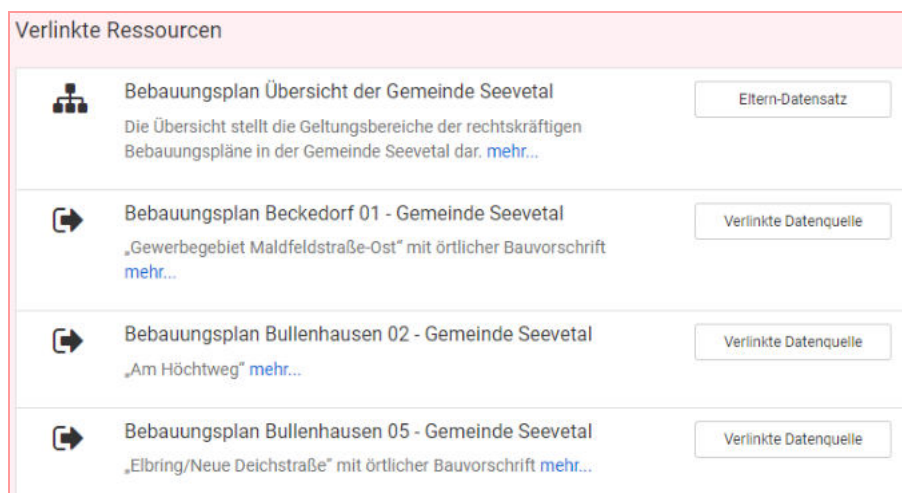 Verlinkte Ressourcen
Bebauungsplan Übersicht der Gemeinde Seevetal
Eltern-Datensatz
Die Übersicht stellt die Geltungsbereiche der rechtskräftigen
Bebauungspläne in der Gemeinde Seevetal dar. mehr...
Bebauungsplan Beckedorf 01 - Gemeinde Seevetal
Verlinkte Datenquelle
„Gewerbegebiet Maldfeldstraße-Ost“ mit örtlicher Bauvorschrift
mehr...
Bebauungsplan Bullenhausen 02 - Gemeinde Seevetal
Verlinkte Datenquelle
„Am Höchtweg“ mehr...
Bebauungsplan Bullenhausen 05 - Gemeinde Seevetal
Verlinkte Datenquelle
„Elbring/Neue Deichstraße“ mit örtlicher Bauvorschrift mehr...